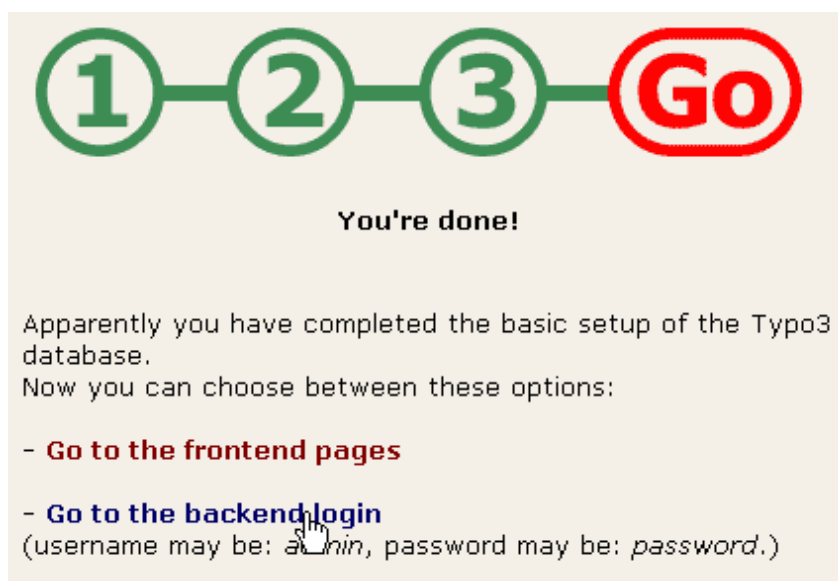 1 2 3 Go
You're done!
Apparently you have completed the basic setup of the Typo3
database.
Now you can choose between these options:
- Go to the frontend pages
- Go to the backend login
(username may be: admin, password may be: password.)